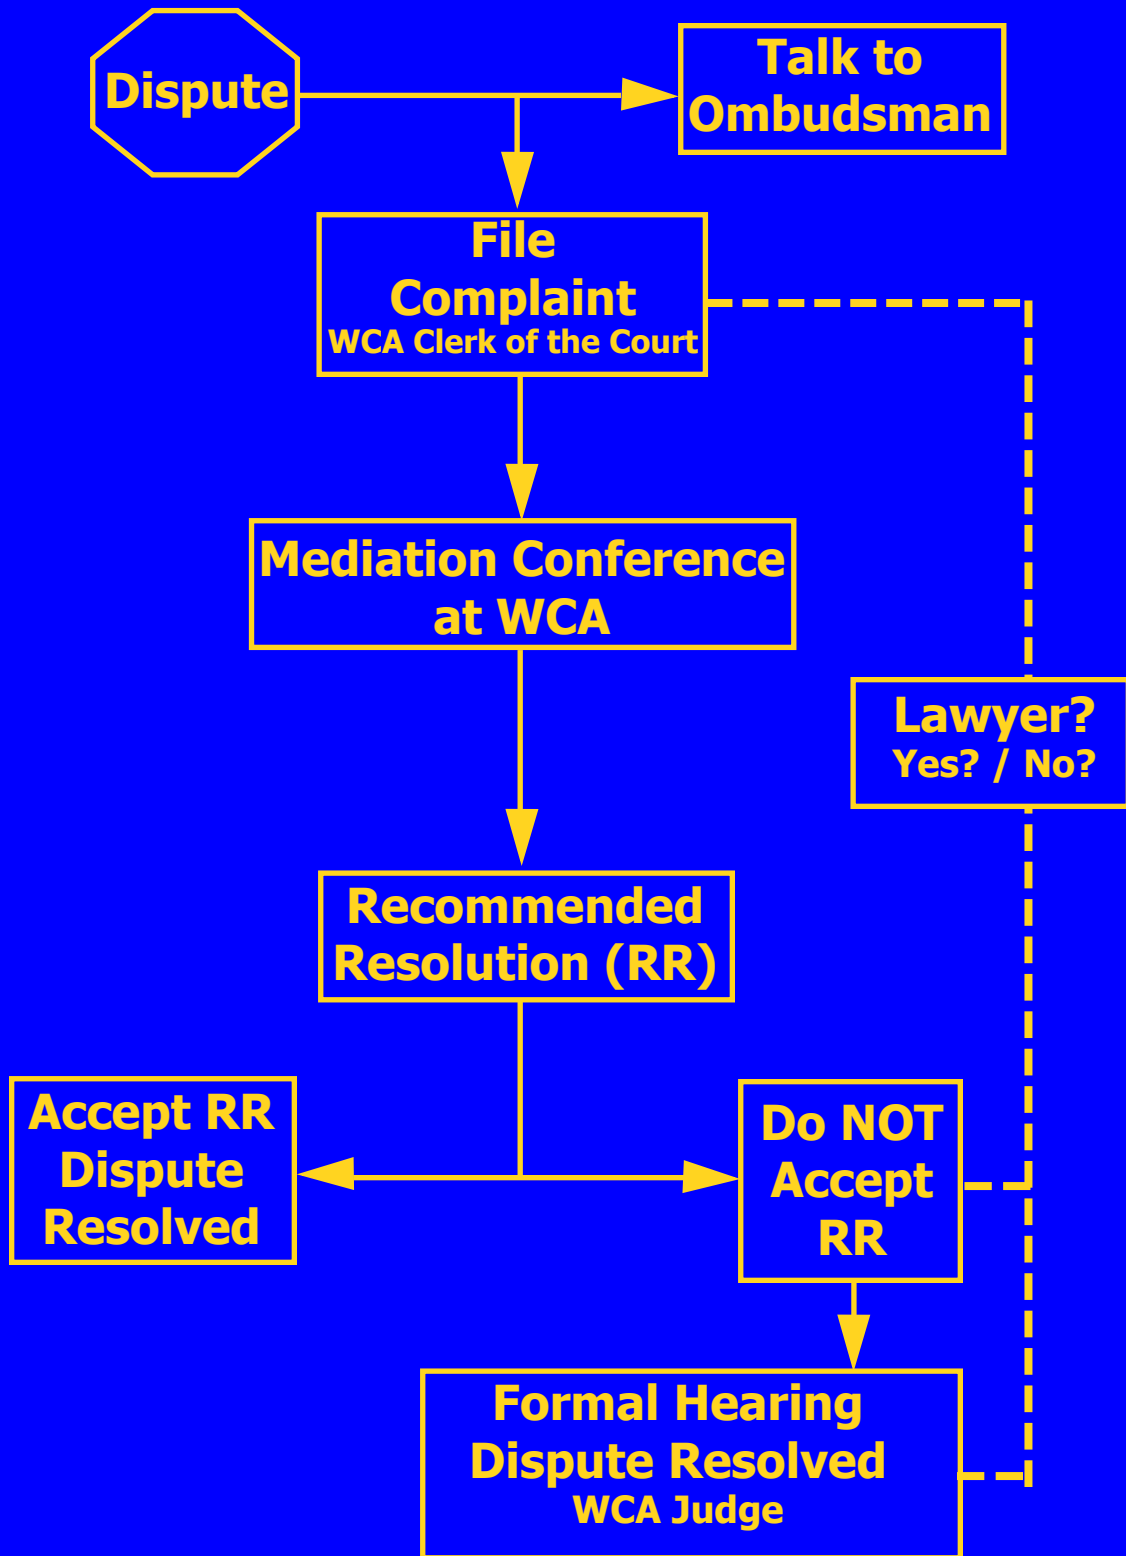 Dispute
Talk to
Ombudsman
File
Complaint
WCA Clerk of the Court
Mediation Conference
at WCA
Lawyer?
Yes? / No?
Recommended
Resolution (RR)
Accept RR
Dispute
Resolved
Do NOT
Accept
RR
Formal Hearing
Dispute Resolved
WCA Judge